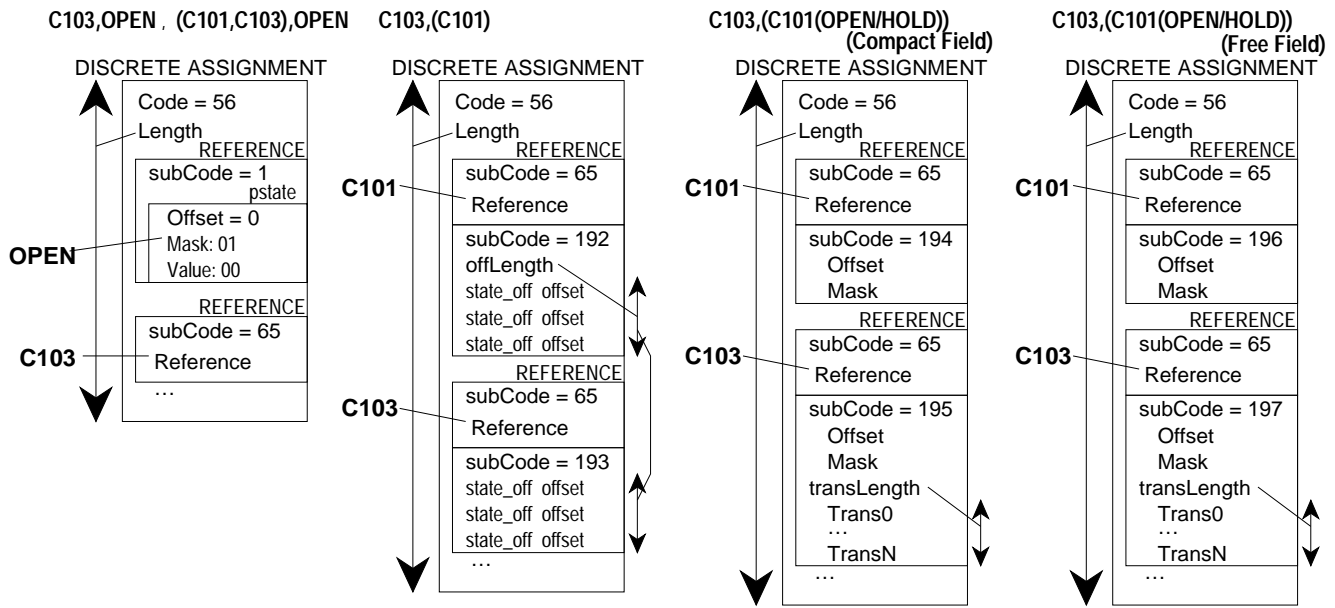 C103,OPEN , (C101,C103),OPEN
DISCRETE ASSIGNMENT
Code = 56
Length
REFERENCE
subCode = 1
pstate
Offset = 0
OPEN
Mask: 01
Value: 00
REFERENCE
subCode = 65
C103
Reference
…
C103,(C101)
DISCRETE ASSIGNMENT
Code = 56
Length
REFERENCE
subCode = 65
C101
Reference
subCode = 192
offLength
state_off offset
state_off offset
state_off offset
REFERENCE
subCode = 65
C103
Reference
subCode = 193
state_off offset
state_off offset
state_off offset
…
C103,(C101(OPEN/HOLD))
(Compact Field)
DISCRETE ASSIGNMENT
Code = 56
Length
REFERENCE
subCode = 65
C101
Reference
subCode = 194
Offset
Mask
REFERENCE
subCode = 65
C103
Reference
subCode = 195
Offset
Mask
transLength
Trans0
…
TransN
…
C103,(C101(OPEN/HOLD))
(Free Field)
DISCRETE ASSIGNMENT
Code = 56
Length
REFERENCE
subCode = 65
C101
Reference
subCode = 196
Offset
Mask
REFERENCE
subCode = 65
C103
Reference
subCode = 197
Offset
Mask
transLength
Trans0
…
TransN
…